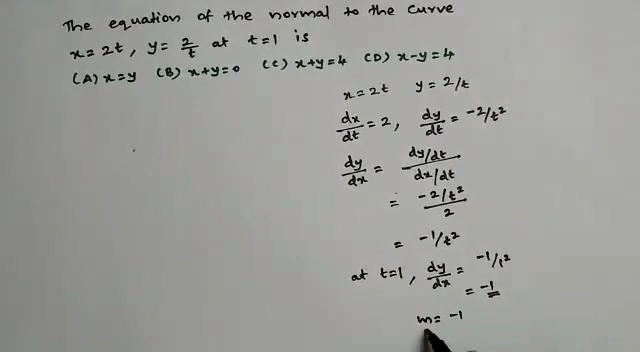 The equation of the normal to the curve
x = 2t , y = 2/t at t = 1 is
(A) x = y (B) x + y = 0 (C) x + y = 4 (D) x - y = 4
x = 2t y = 2/t
dx/dt = 2 , dy/dt = -2/t²
dy/dx = (dy/dt)/(dx/dt)
= (-2/t²)/2
= -1/t²
at t = 1 , dy/dx = -1/1²
= -1
m = -1